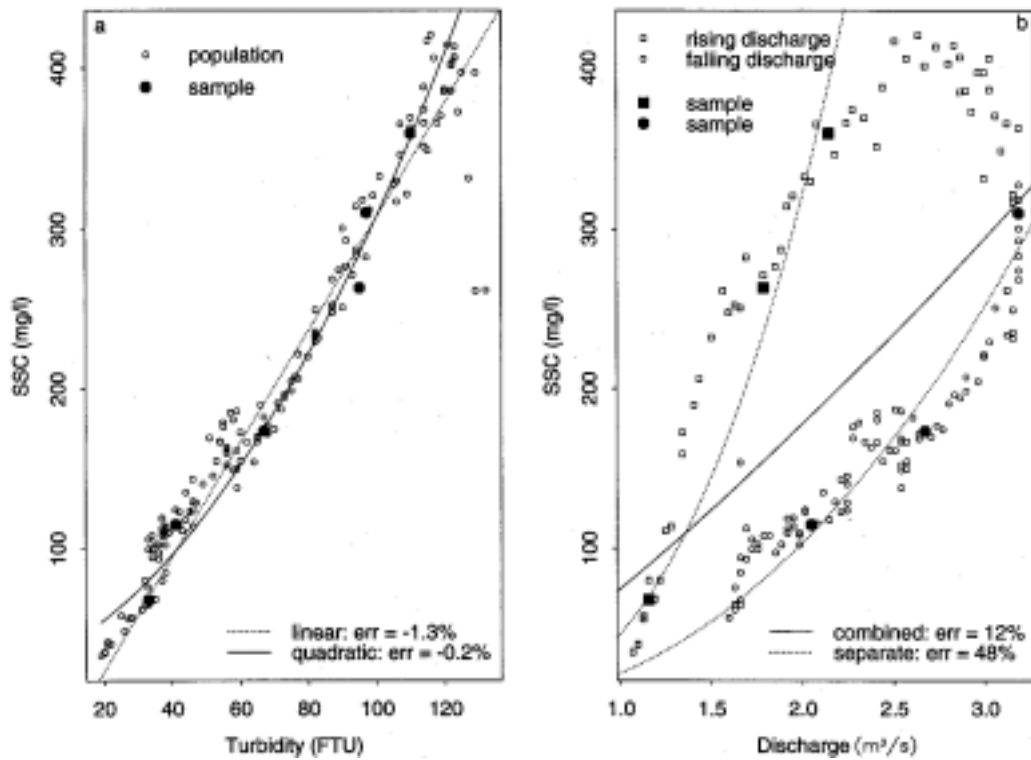 a
population
sample
400
300
200
100
SSC (mg/l)
linear: err = -1.3%
quadratic: err = -0.2%
20 40 60 80 100 120
Turbidity (FTU)
b
rising discharge
falling discharge
sample
sample
400
300
200
100
SSC (mg/l)
combined: err = 12%
separate: err = 48%
1.0 1.5 2.0 2.5 3.0
Discharge (m³/s)